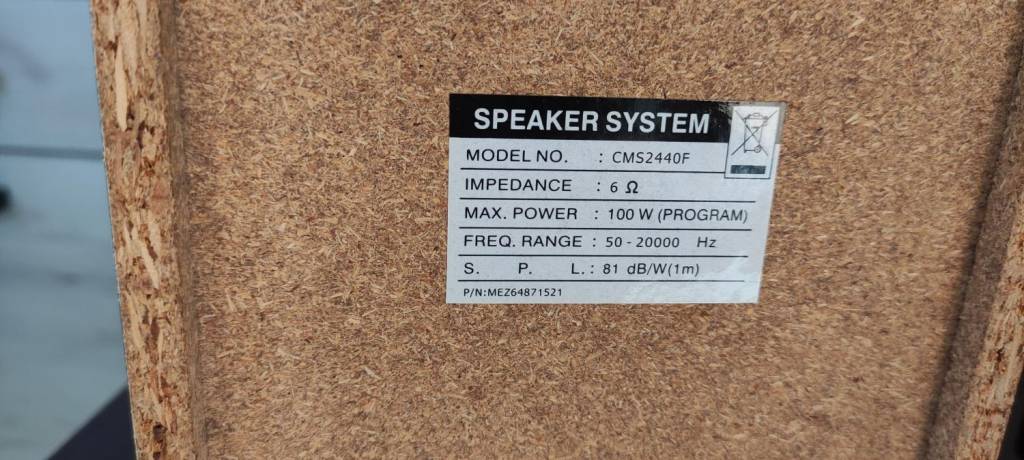 SPEAKER SYSTEM
MODEL NO. : CMS2440F
IMPEDANCE : 6 Ω
MAX. POWER : 100 W (PROGRAM)
FREQ. RANGE : 50 - 20000 Hz
S. P. L. : 81 dB/W(1m)
P/N:MEZ64871521